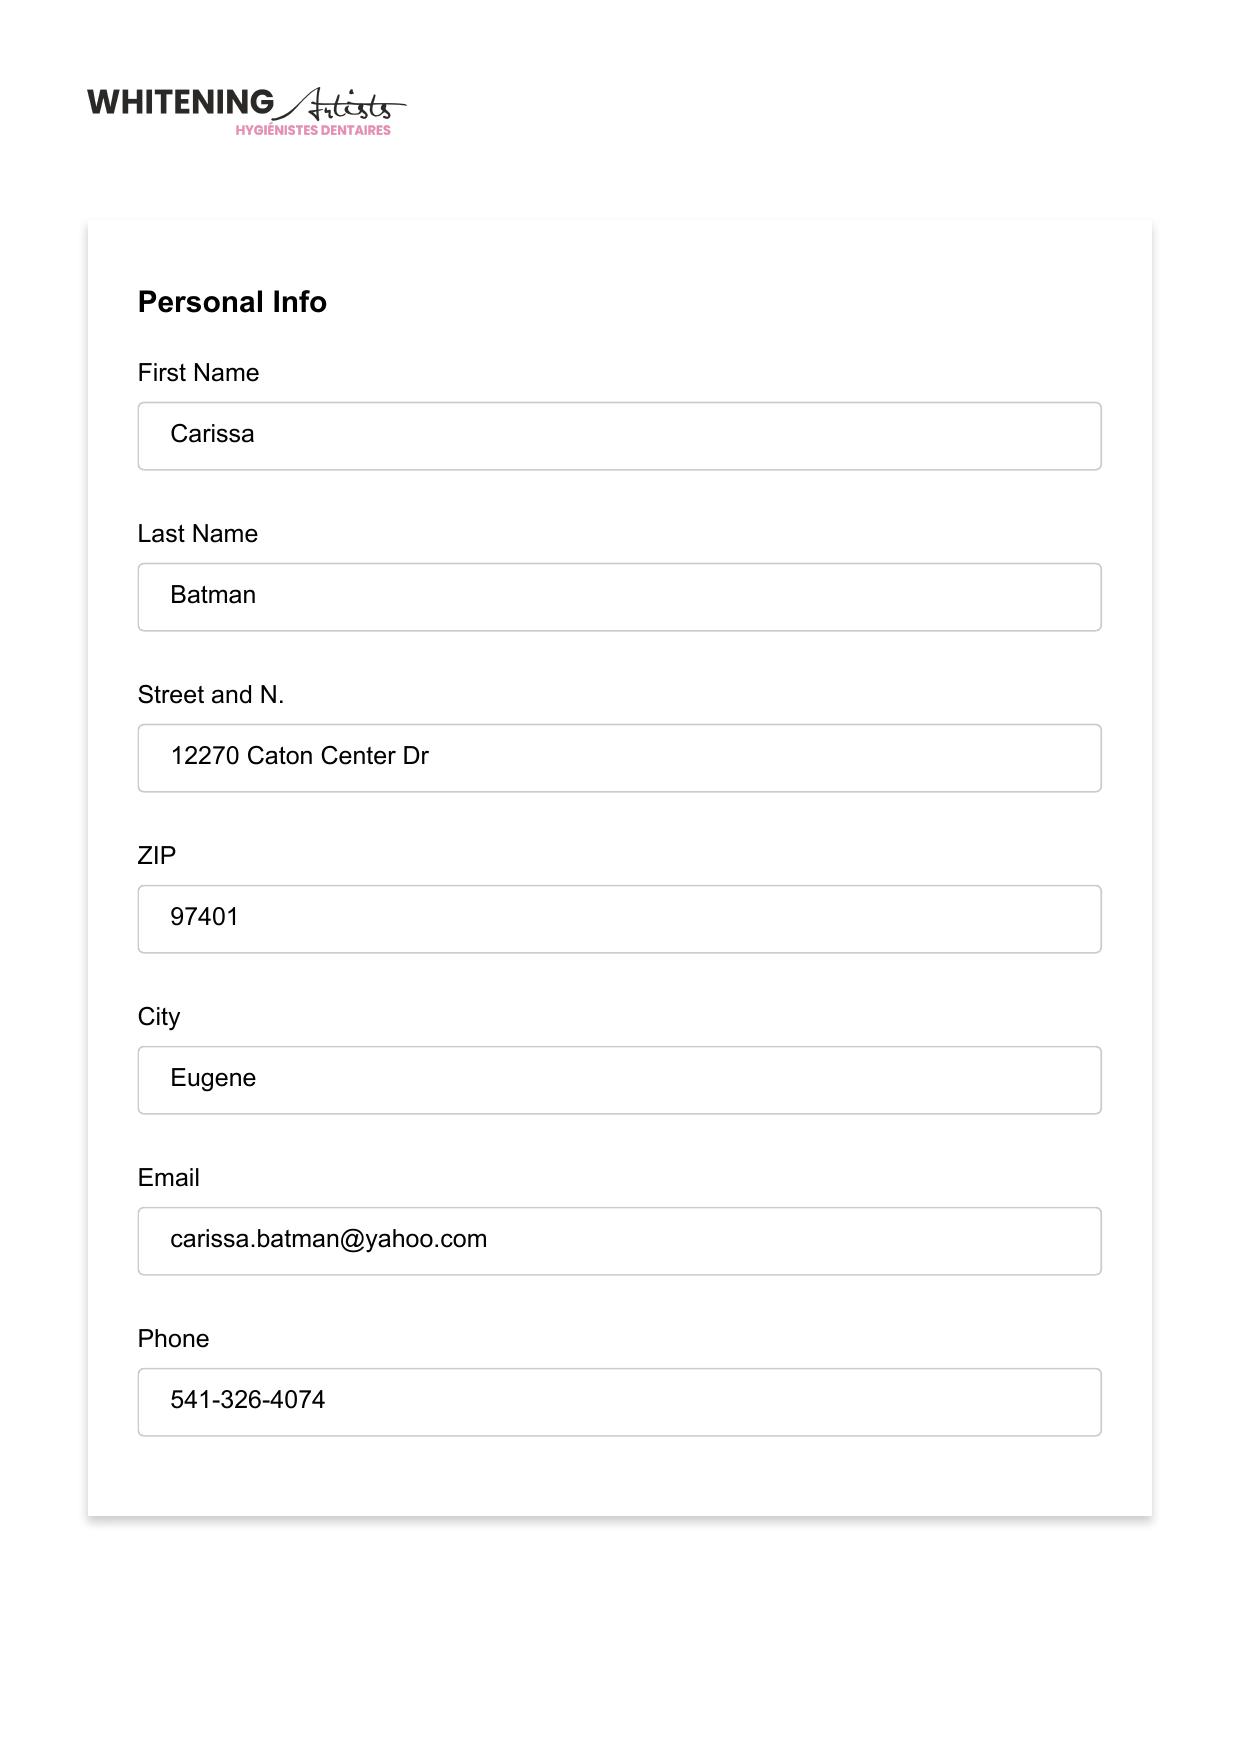 WHITENING Artists
HYGIÉNISTES DENTAIRES
Personal Info
First Name
Carissa
Last Name
Batman
Street and N.
12270 Caton Center Dr
ZIP
97401
City
Eugene
Email
carissa.batman@yahoo.com
Phone
541-326-4074